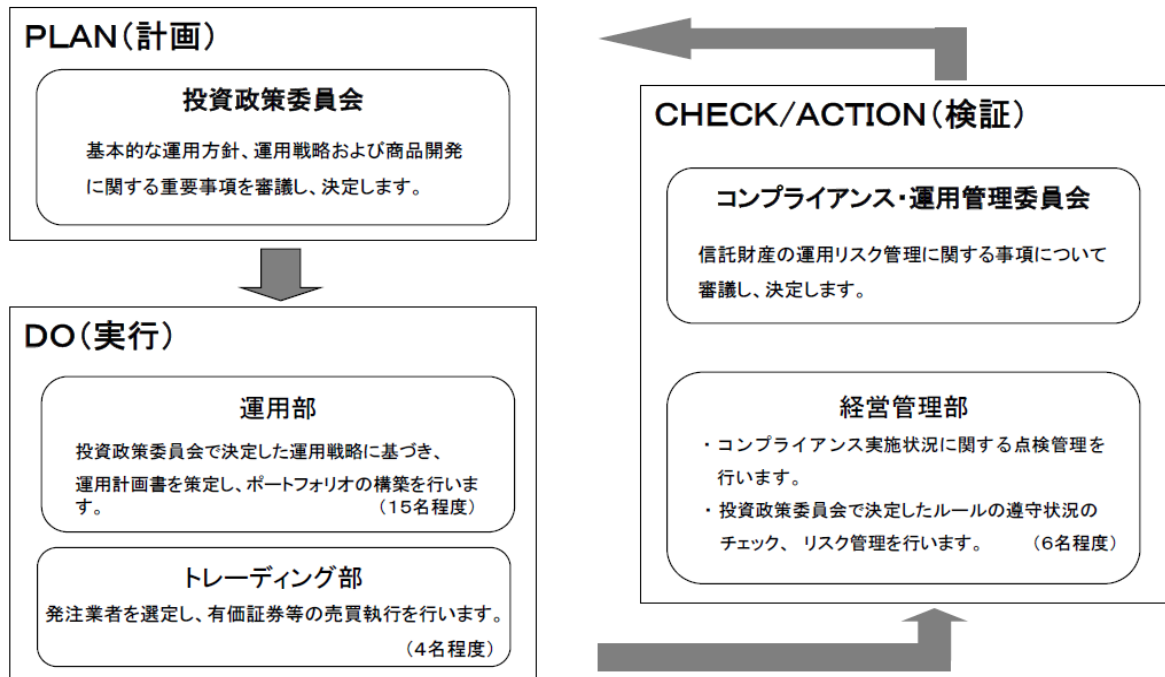 PLAN(計画)
投資政策委員会
基本的な運用方針、運用戦略および商品開発
に関する重要事項を審議し、決定します。
DO(実行)
運用部
投資政策委員会で決定した運用戦略に基づき、
運用計画書を策定し、ポートフォリオの構築を行いま
す。 (15名程度)
トレーディング部
発注業者を選定し、有価証券等の売買執行を行います。
(4名程度)
CHECK/ACTION(検証)
コンプライアンス・運用管理委員会
信託財産の運用リスク管理に関する事項について
審議し、決定します。
経営管理部
・コンプライアンス実施状況に関する点検管理を
行います。
・投資政策委員会で決定したルールの遵守状況の
チェック、 リスク管理を行います。 (6名程度)